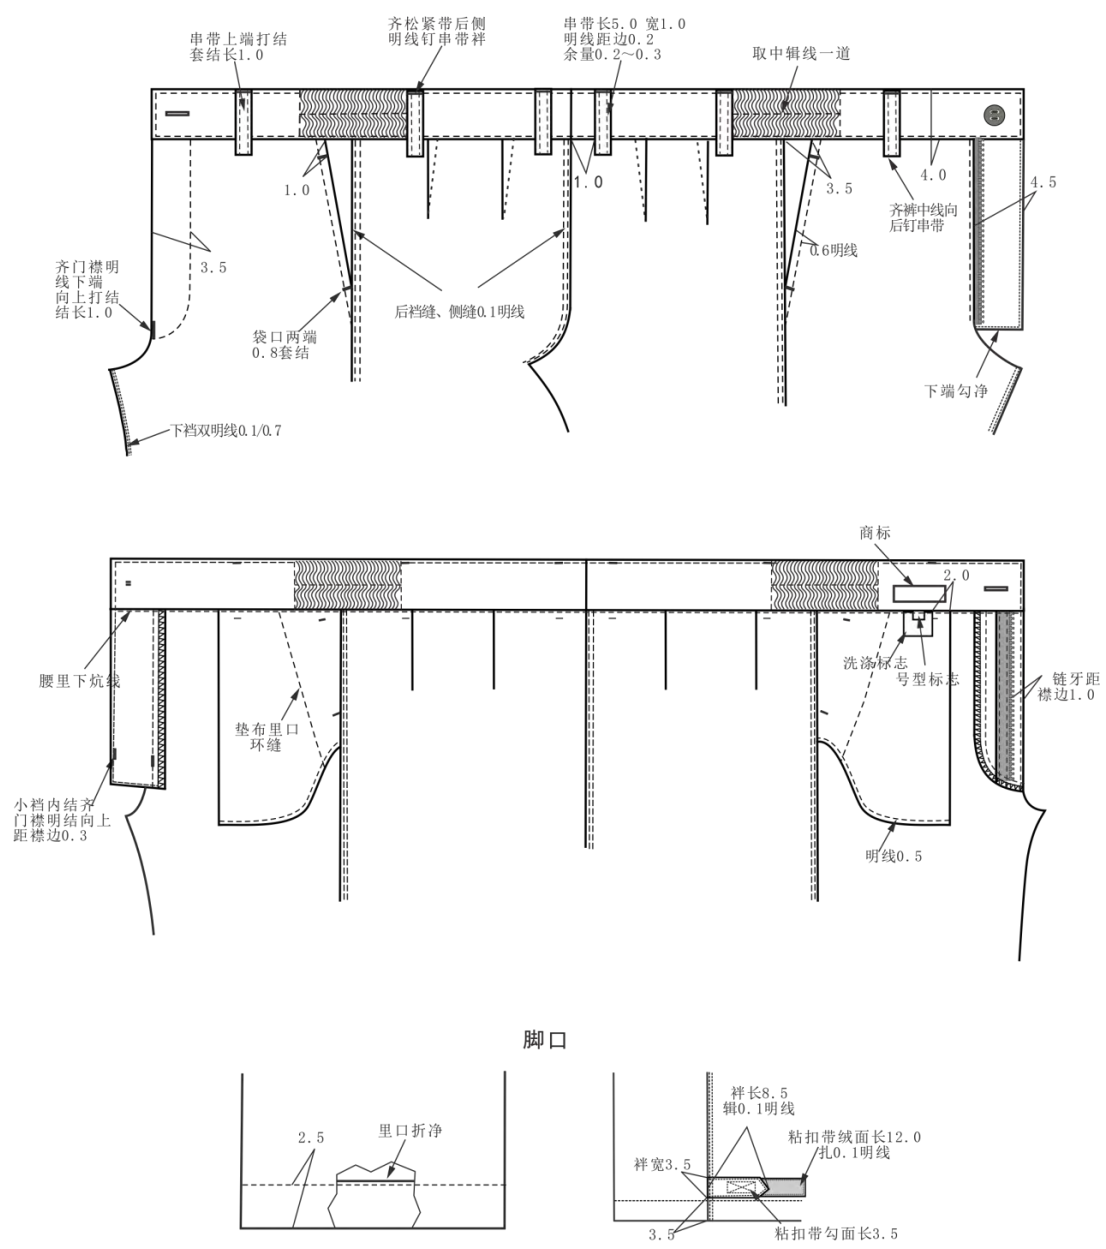 串带上端打结
套结长1.0
齐松紧带后侧
明线钉串带袢
串带长5.0 宽1.0
明线距边0.2
余量0.2～0.3
取中辑线一道
1.0
1.0
3.5
4.0
4.5
齐裤中线向
后钉串带
0.6明线
3.5
齐门襟明
线下端
向上打结
结长1.0
后裆缝、侧缝0.1明线
袋口两端
0.8套结
下端勾净
下裆双明线0.1/0.7
商标
2.0
洗涤标志
号型标志
腰里下炕线
链牙距
襟边1.0
垫布里口
环缝
小裆内结齐
门襟明结向上
距襟边0.3
明线0.5
脚口
2.5
里口折净
袢长8.5
辑0.1明线
粘扣带绒面长12.0
扎0.1明线
袢宽3.5
3.5
粘扣带勾面长3.5